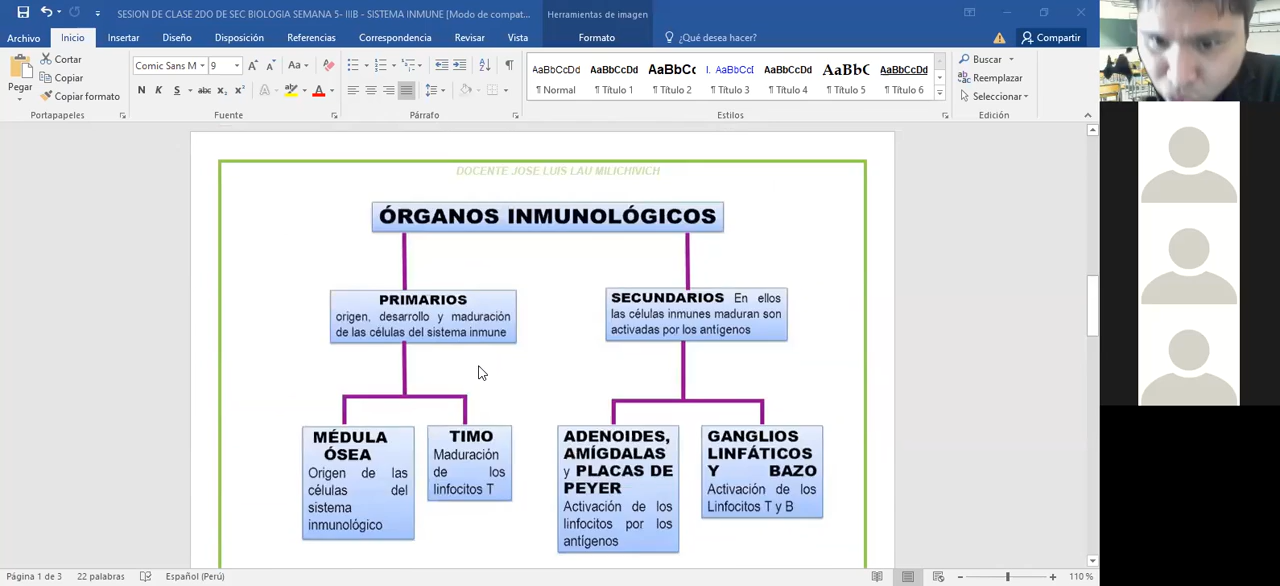 SESION DE CLASE 2DO DE SEC BIOLOGIA SEMANA 5- IIIB - SISTEMA INMUNE [Modo de compat...
Herramientas de imagen
Archivo Inicio Insertar Diseño Disposición Referencias Correspondencia Revisar Vista Formato ¿Qué desea hacer? Compartir
Pegar
Cortar
Copiar
Copiar formato
Portapapeles
Comic Sans M 9
N K S abc x₂ x²
Fuente
Párrafo
AaBbCcDd AaBbCcDd AaBbCc I. AaBbCcI AaBbCcDd AaBbC AaBbCcDd
¶ Normal ¶ Título 1 ¶ Título 2 ¶ Título 3 ¶ Título 4 ¶ Título 5 ¶ Título 6
Estilos
Buscar
Reemplazar
Seleccionar
Edición
DOCENTE JOSE LUIS LAU MILICHIVICH
ÓRGANOS INMUNOLÓGICOS
PRIMARIOS
origen, desarrollo y maduración
de las células del sistema inmune
SECUNDARIOS En ellos
las células inmunes maduran son
activadas por los antígenos
MÉDULA
ÓSEA
Origen de las
células del
sistema
inmunológico
TIMO
Maduración
de los
linfocitos T
ADENOIDES,
AMÍGDALAS
y PLACAS DE
PEYER
Activación de los
linfocitos por los
antígenos
GANGLIOS
LINFÁTICOS
Y BAZO
Activación de los
Linfocitos T y B
Página 1 de 3 22 palabras Español (Perú) 110 %